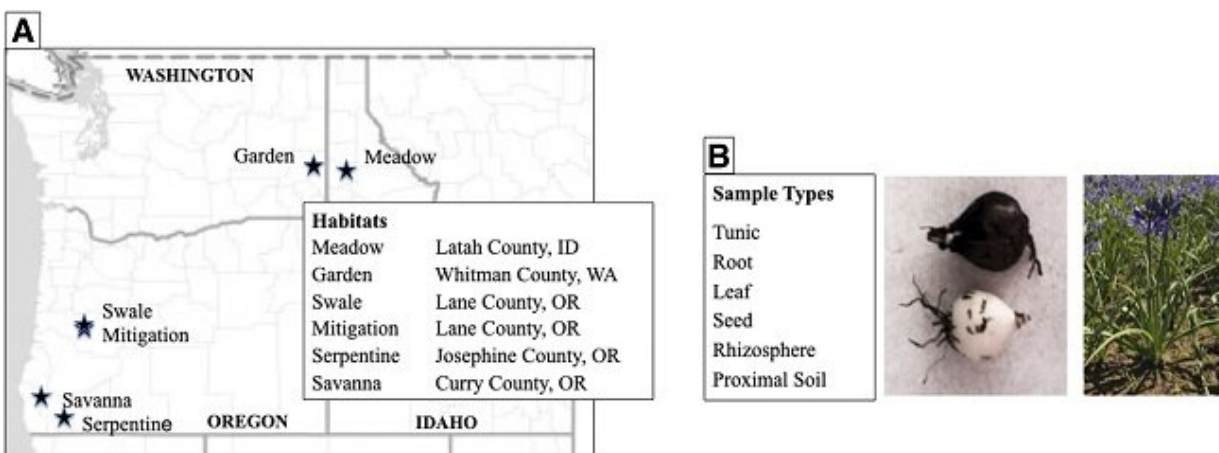 A
WASHINGTON
Garden
Meadow
Habitats
Meadow Latah County, ID
Garden Whitman County, WA
Swale Lane County, OR
Mitigation Lane County, OR
Serpentine Josephine County, OR
Savanna Curry County, OR
Swale
Mitigation
Savanna
Serpentine
OREGON
IDAHO
B
Sample Types
Tunic
Root
Leaf
Seed
Rhizosphere
Proximal Soil